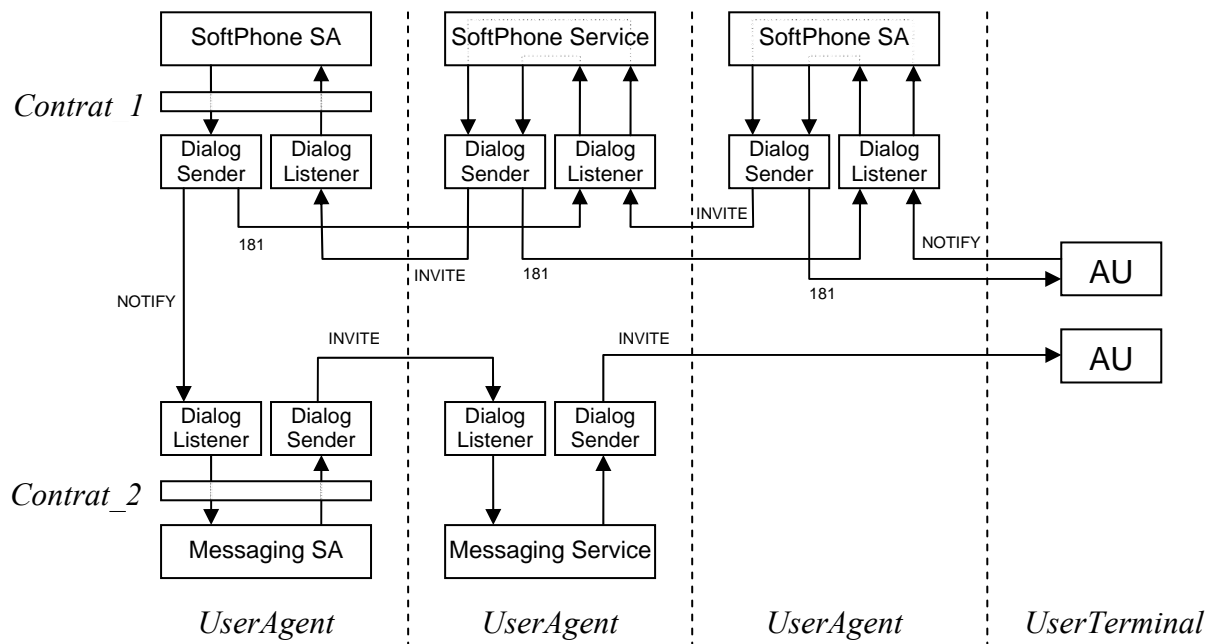 SoftPhone SA
SoftPhone Service
SoftPhone SA
Contrat_1
Dialog
Sender
Dialog
Listener
Dialog
Sender
Dialog
Listener
Dialog
Sender
Dialog
Listener
INVITE
181
INVITE
181
NOTIFY
181
AU
NOTIFY
INVITE
INVITE
AU
Dialog
Listener
Dialog
Sender
Dialog
Listener
Dialog
Sender
Contrat_2
Messaging SA
Messaging Service
UserAgent
UserAgent
UserAgent
UserTerminal